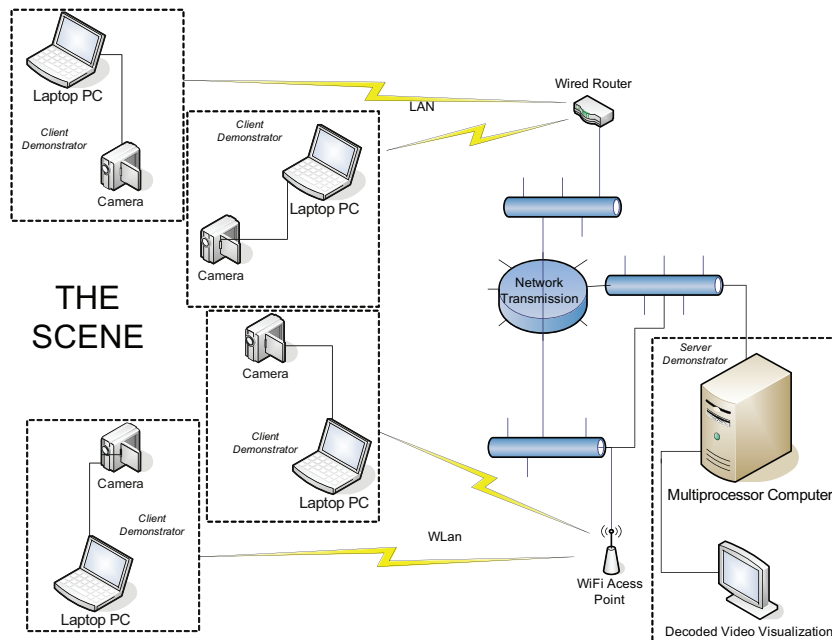 Laptop PC
Client
Demonstrator
Camera
LAN
Wired Router
Client
Demonstrator
Laptop PC
Camera
THE
SCENE
Network
Transmission
Camera
Client
Demonstrator
Laptop PC
Server
Demonstrator
Multiprocessor Computer
Camera
Client
Demonstrator
Laptop PC
WLan
WiFi Acess
Point
Decoded Video Visualization